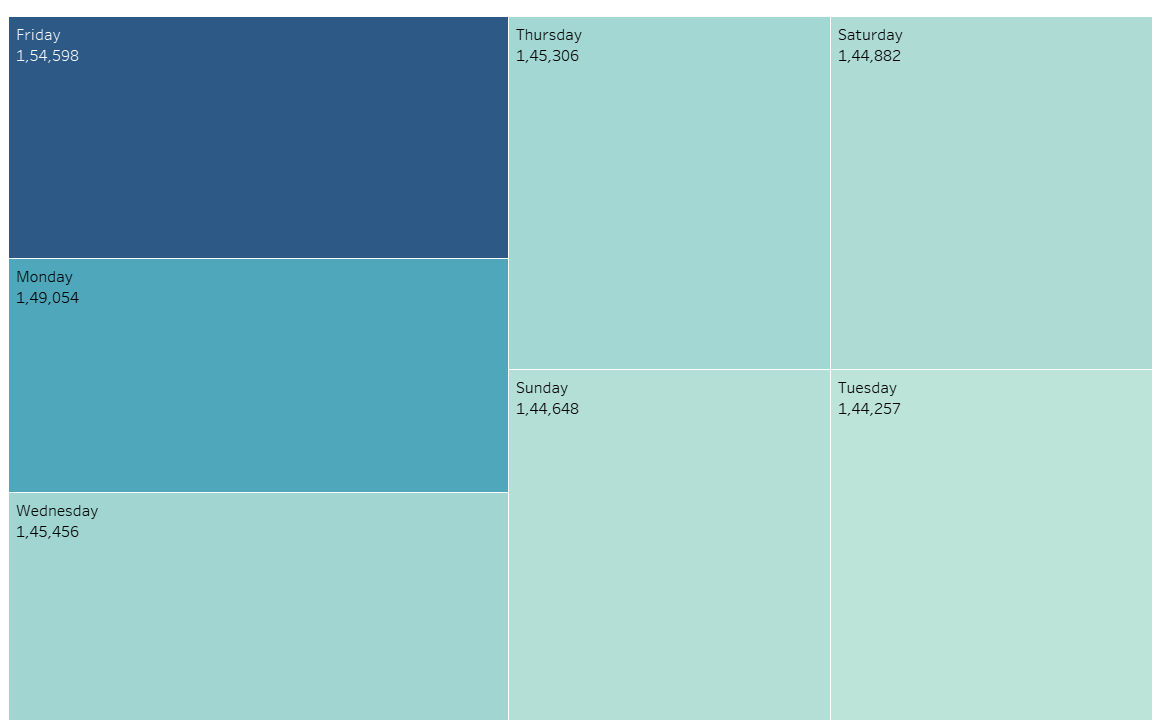 Friday
1,54,598
Monday
1,49,054
Wednesday
1,45,456
Thursday
1,45,306
Sunday
1,44,648
Saturday
1,44,882
Tuesday
1,44,257